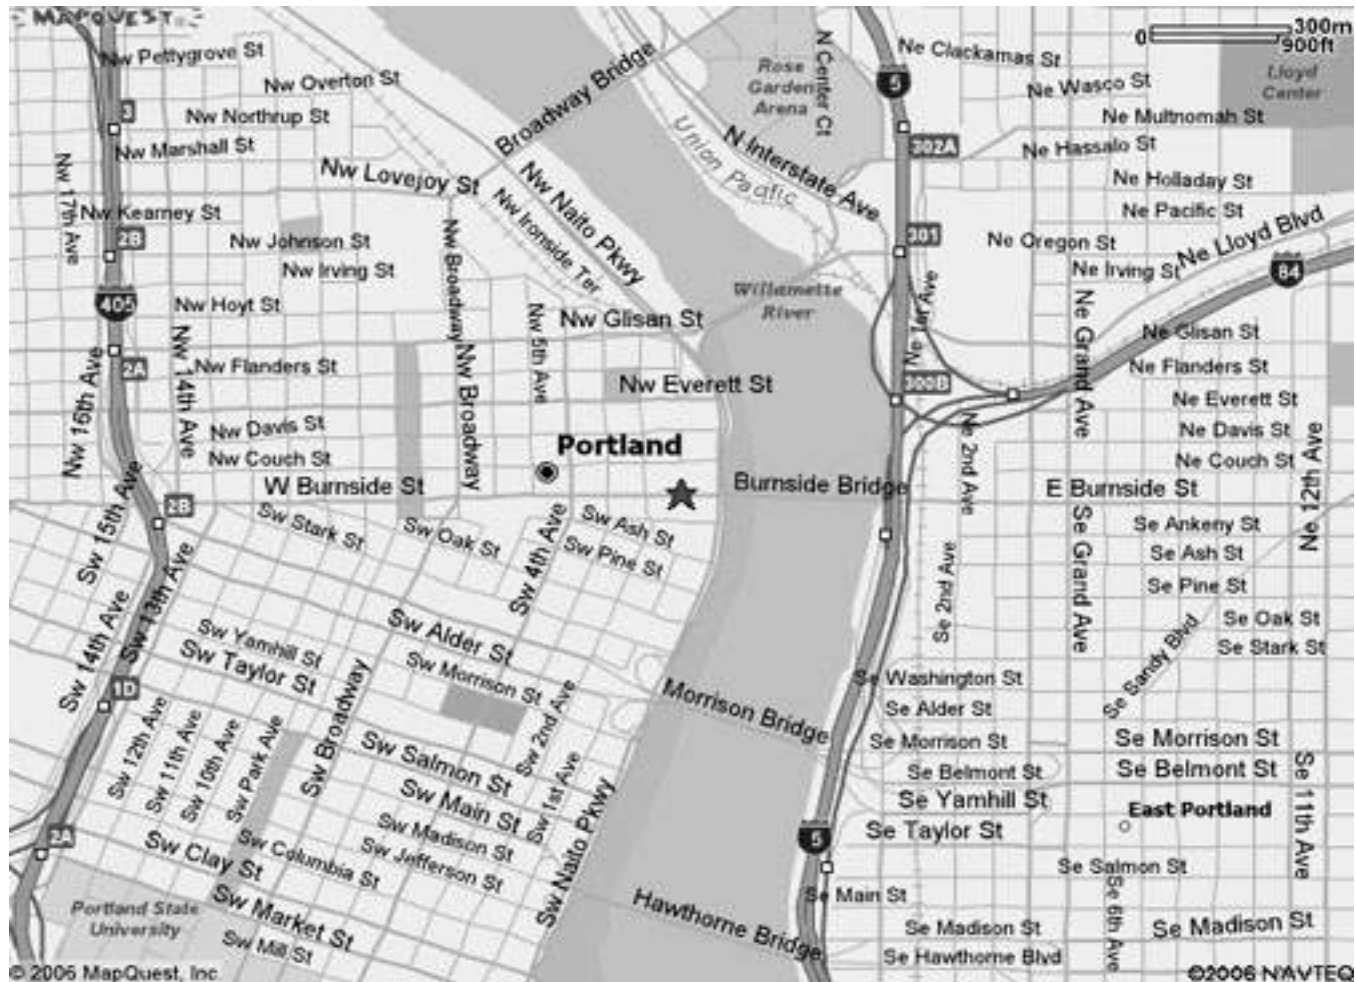 MAPQUEST
300m
0
900ft
Nw Pettygrove St
Nw Overton St
Broadway Bridge
Rose
Garden
Arena
N Center Ct
5
Ne Clackamas St
Ne Wasco St
Lloyd
Center
3
Nw Northrup St
Nw Marshall St
Union Pacific
N Interstate Ave
302A
Ne Multnomah St
Ne Hassalo St
Nw 17th Ave
Nw Lovejoy St
Nw Naito Pkwy
Nw Ironside Ter
Ne Holladay St
Ne Pacific St
Nw Kearney St
2B
Nw Johnson St
Nw Irving St
Nw Broadway
301
Ne Oregon St
Ne Lloyd Blvd
Ne Irving St
84
405
Nw Hoyt St
Nw 14th Ave
Nw 5th Ave
Nw Glisan St
Willamette
River
Ne 1st Ave
Ne Grand Ave
Ne Glisan St
2A
Nw 16th Ave
Nw Flanders St
Nw Broadway
Nw Everett St
300B
Ne Flanders St
Ne Everett St
Nw Davis St
Nw Couch St
Portland
Ne 2nd Ave
Ne Davis St
Ne Couch St
Ne 12th Ave
W Burnside St
Burnside Bridge
E Burnside St
Sw 15th Ave
2B
Sw Stark St
Sw Oak St
Sw 4th Ave
Sw Ash St
Sw Pine St
Se 2nd Ave
Se Grand Ave
Se Ankeny St
Se Ash St
Se Pine St
Sw 14th Ave
Sw 13th Ave
Sw Yamhill St
Sw Taylor St
Sw Alder St
Sw Morrison St
Se Oak St
Se Stark St
Se Sandy Blvd
1D
Sw 12th Ave
Sw 11th Ave
Sw 10th Ave
Sw Park Ave
Sw Broadway
Sw 2nd Ave
Morrison Bridge
Se Washington St
Se Alder St
Sw Salmon St
Sw Main St
Sw 1st Ave
Sw Naito Pkwy
Se Morrison St
Se Belmont St
Se Yamhill St
Se Taylor St
Se Morrison St
Se Belmont St
Se 11th Ave
East Portland
2A
Sw Clay St
Sw Columbia St
Sw Madison St
Sw Jefferson St
5
Se Salmon St
Portland State
University
Sw Market St
Sw Mill St
Hawthorne Bridge
Se Main St
Se Madison St
Se Hawthorne Blvd
Se 6th Ave
Se Madison St
© 2006 MapQuest, Inc
©2006 NAVTEQ